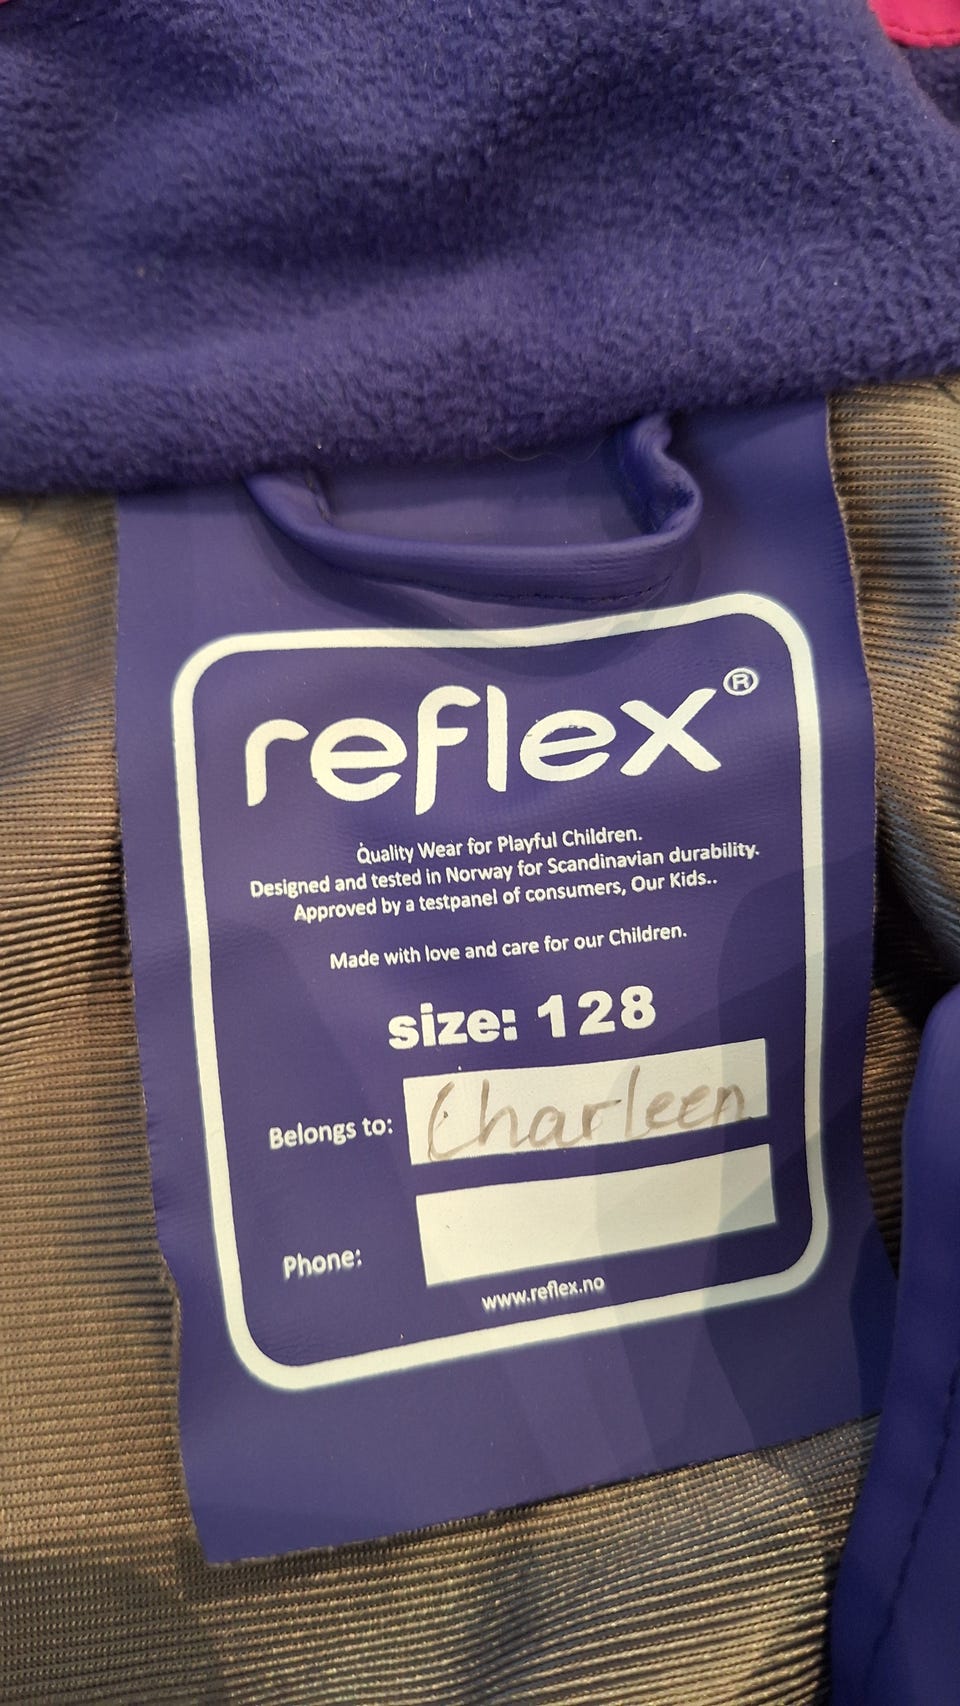 reflex®
Quality Wear for Playful Children.
Designed and tested in Norway for Scandinavian durability.
Approved by a testpanel of consumers, Our Kids..
Made with love and care for our Children.
size: 128
Belongs to: Charleen
Phone:
www.reflex.no